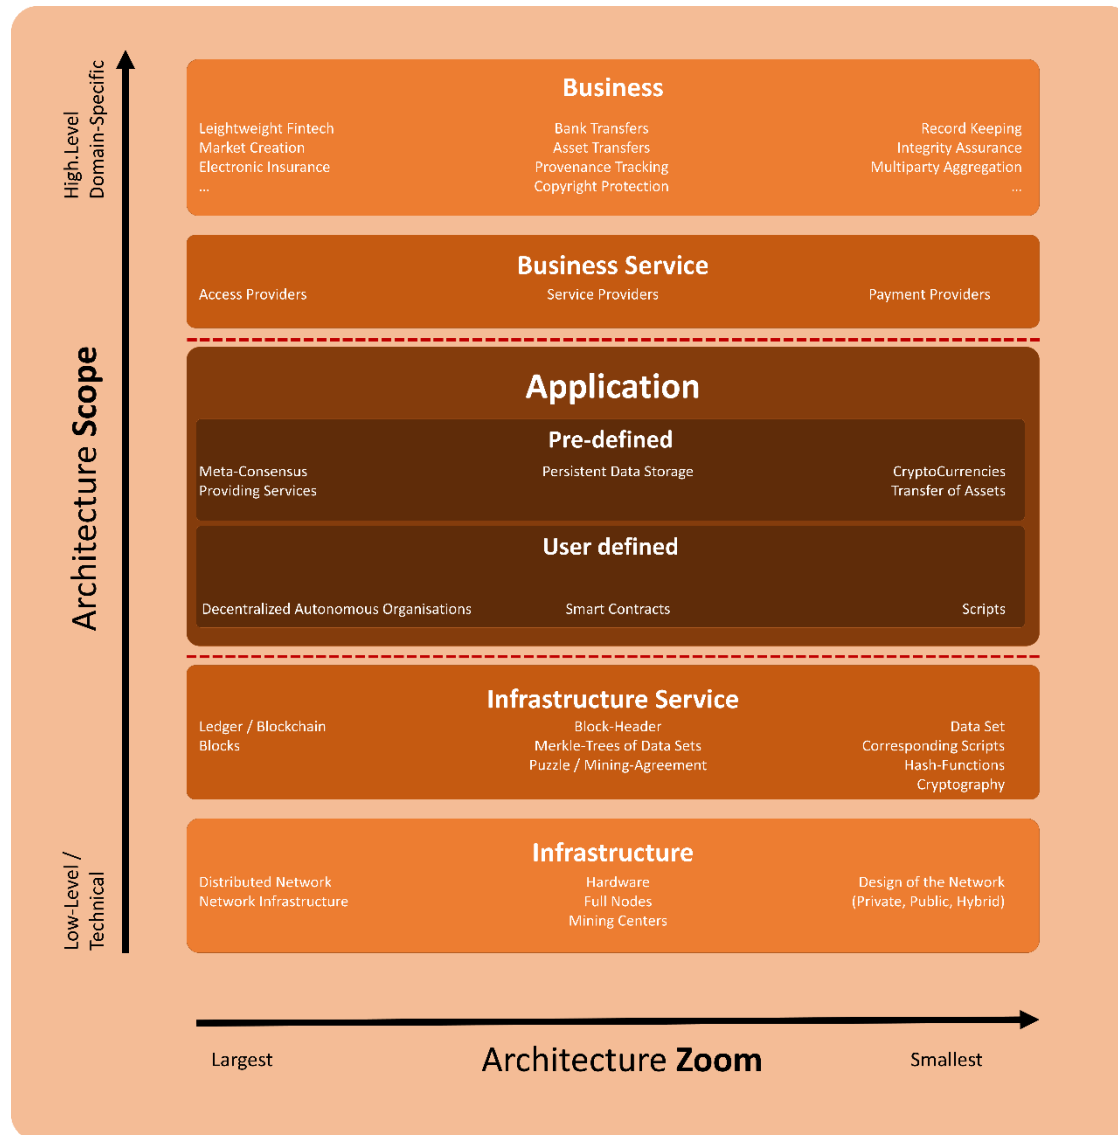 High.Level
Domain-Specific
Architecture Scope
Low-Level /
Technical
Business
Leightweight Fintech
Market Creation
Electronic Insurance
...
Bank Transfers
Asset Transfers
Provenance Tracking
Copyright Protection
Record Keeping
Integrity Assurance
Multiparty Aggregation
...
Business Service
Access Providers
Service Providers
Payment Providers
Application
Pre-defined
Meta-Consensus
Providing Services
Persistent Data Storage
CryptoCurrencies
Transfer of Assets
User defined
Decentralized Autonomous Organisations
Smart Contracts
Scripts
Infrastructure Service
Ledger / Blockchain
Blocks
Block-Header
Merkle-Trees of Data Sets
Puzzle / Mining-Agreement
Data Set
Corresponding Scripts
Hash-Functions
Cryptography
Infrastructure
Distributed Network
Network Infrastructure
Hardware
Full Nodes
Mining Centers
Design of the Network
(Private, Public, Hybrid)
Largest
Architecture Zoom
Smallest